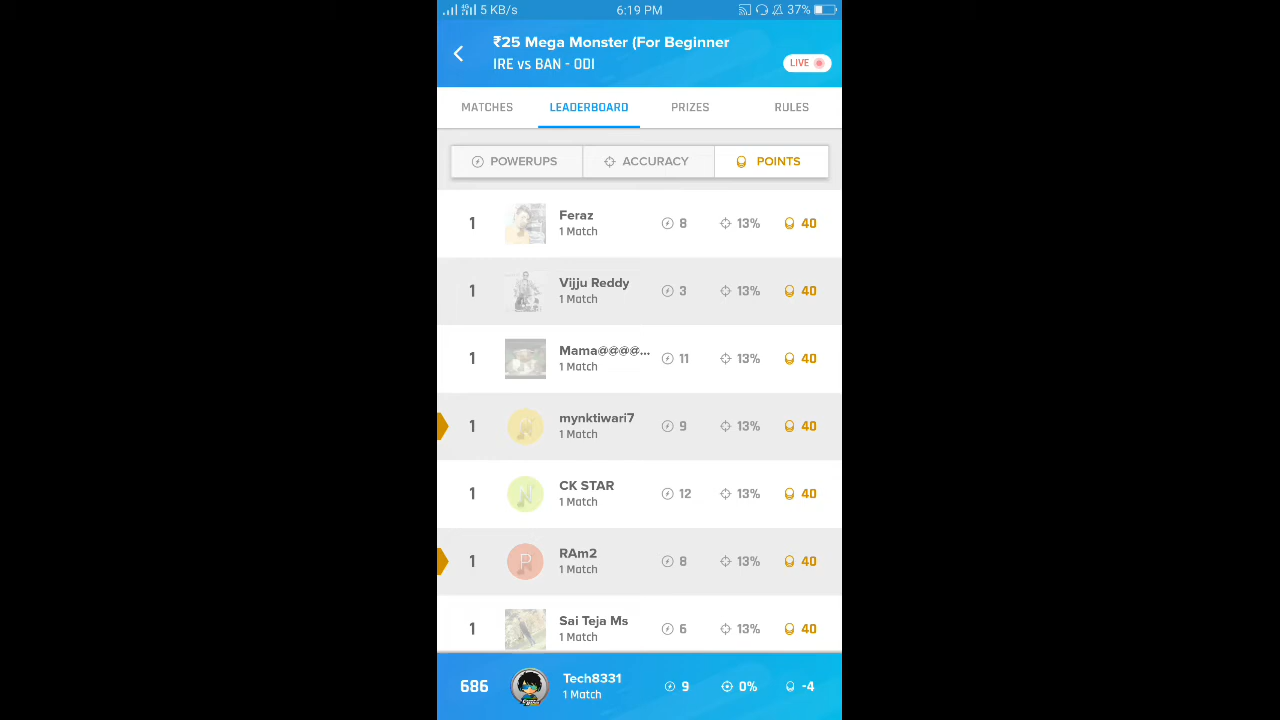 5 KB/s 6:19 PM 37%
₹25 Mega Monster (For Beginner
IRE vs BAN - ODI
LIVE
MATCHES LEADERBOARD PRIZES RULES
POWERUPS ACCURACY POINTS
1 Feraz 8 13% 40
1 Match
1 Vijju Reddy 3 13% 40
1 Match
1 Mama@@@@... 11 13% 40
1 Match
1 mynktiwari7 9 13% 40
1 Match
1 N CK STAR 12 13% 40
1 Match
1 P RAm2 8 13% 40
1 Match
1 Sai Teja Ms 6 13% 40
1 Match
686 Tech8331 9 0% -4
1 Match